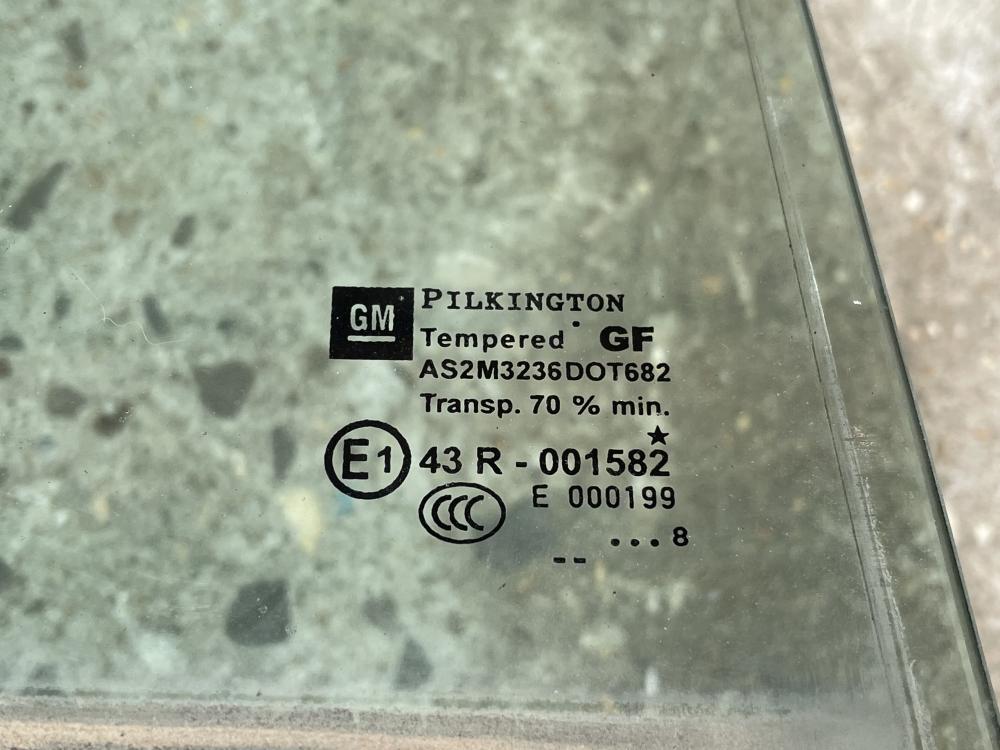 GM
PILKINGTON
Tempered GF
AS2M3236DOT682
Transp. 70 % min.
E1 43 R - 001582
CCC E 000199
... 8
--